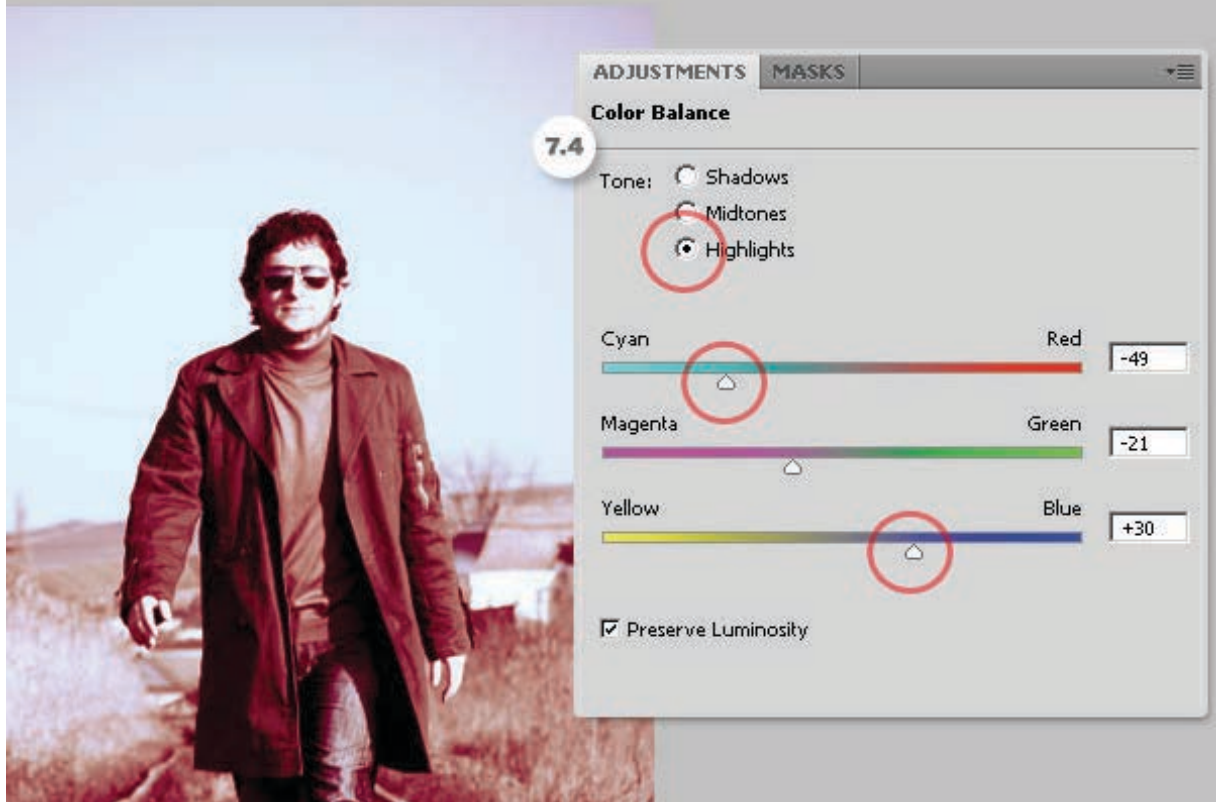 ADJUSTMENTS MASKS
Color Balance
7.4
Tone: Shadows
Midtones
Highlights
Cyan Red -49
Magenta Green -21
Yellow Blue +30
Preserve Luminosity